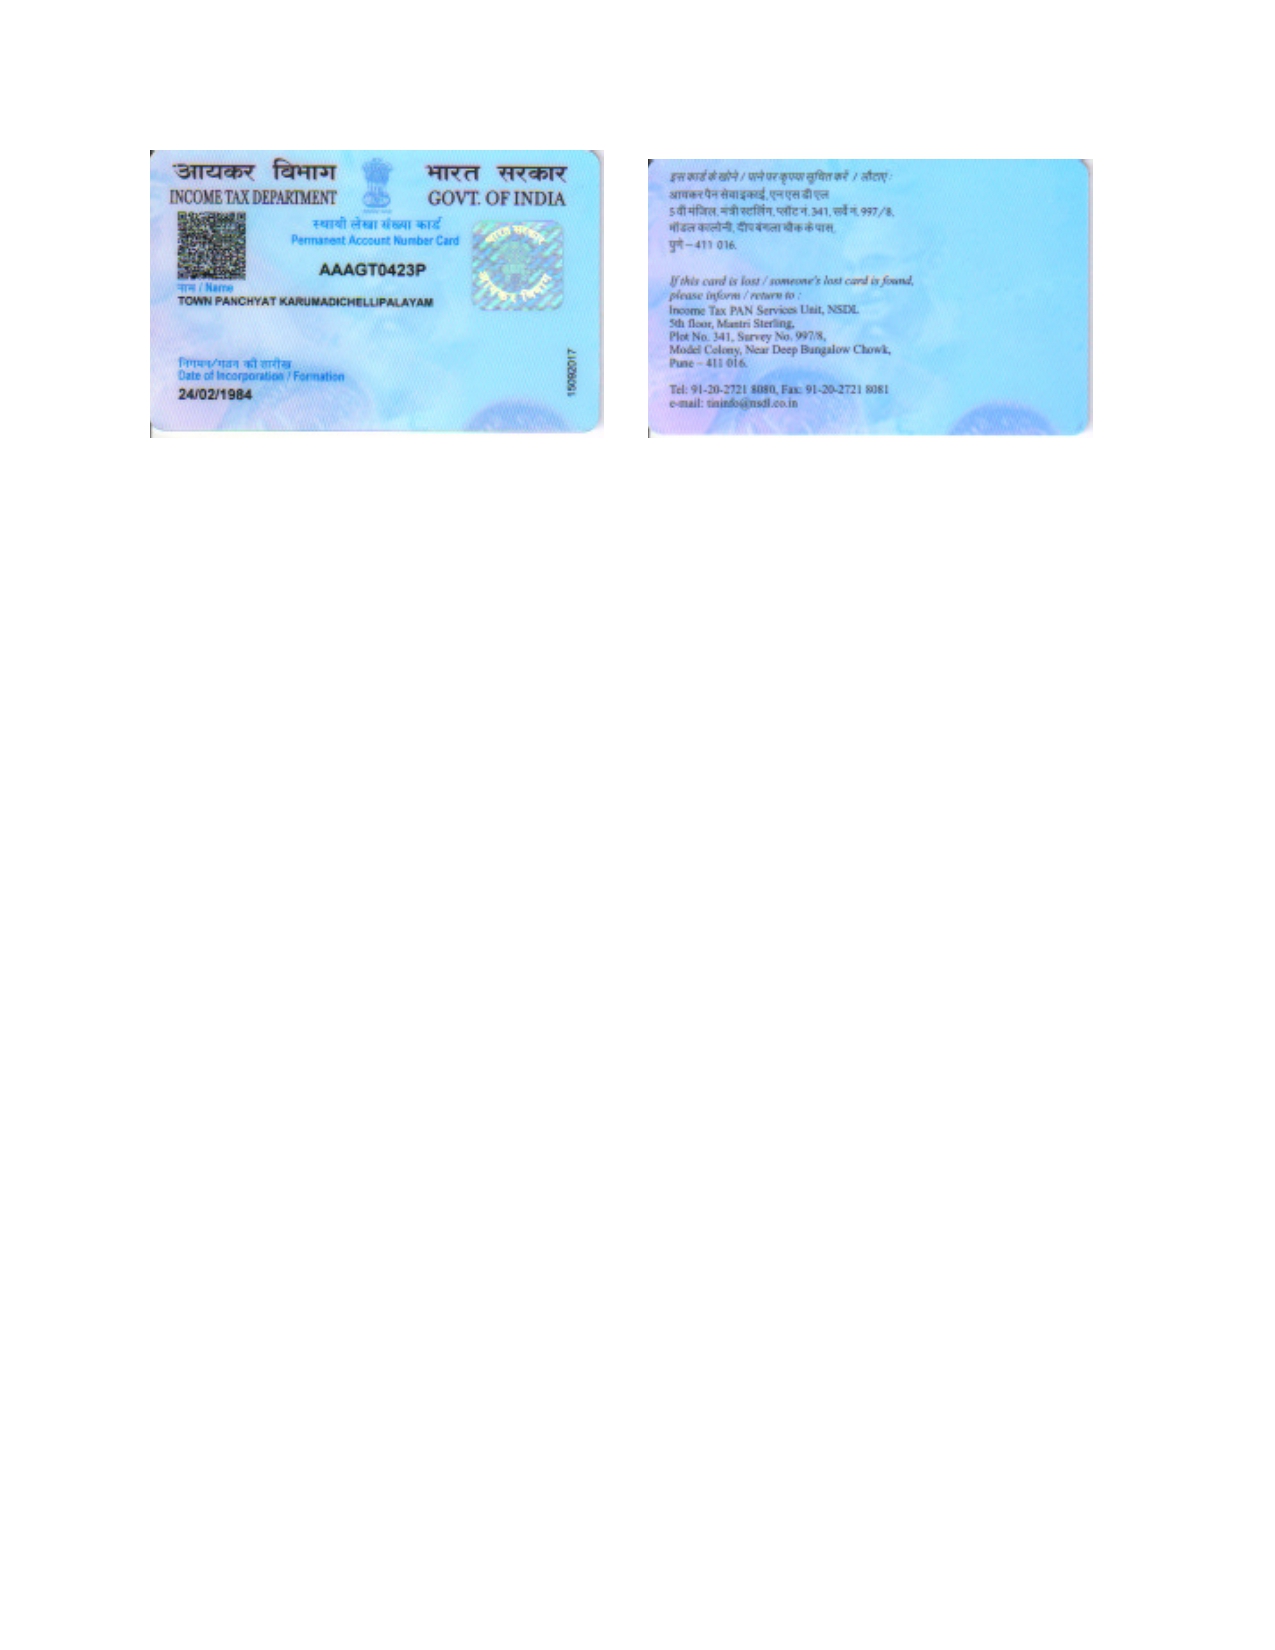 आयकर विभाग
INCOME TAX DEPARTMENT
भारत सरकार
GOVT. OF INDIA
स्थायी लेखा संख्या कार्ड
Permanent Account Number Card
AAAGT0423P
नाम / Name
TOWN PANCHYAT KARUMADICHELLIPALAYAM
निगमन/गठन की तारीख
Date of Incorporation / Formation
24/02/1984
15092017
भारत सरकार
आयकर विभाग
इस कार्ड के खोने / पाने पर कृपया सूचित करें / लौटाएं :
आयकर पैन सेवा इकाई, एन एस डी एल
5 वी मंजिल, मंत्री स्टर्लिंग, प्लॉट नं. 341, सर्वे नं. 997/8,
मॉडल कालोनी, दीप बंगला चौक के पास,
पुणे – 411 016.
If this card is lost / someone's lost card is found,
please inform / return to :
Income Tax PAN Services Unit, NSDL
5th floor, Mantri Sterling,
Plot No. 341, Survey No. 997/8,
Model Colony, Near Deep Bungalow Chowk,
Pune – 411 016.
Tel: 91-20-2721 8080, Fax: 91-20-2721 8081
e-mail: tininfo@nsdl.co.in